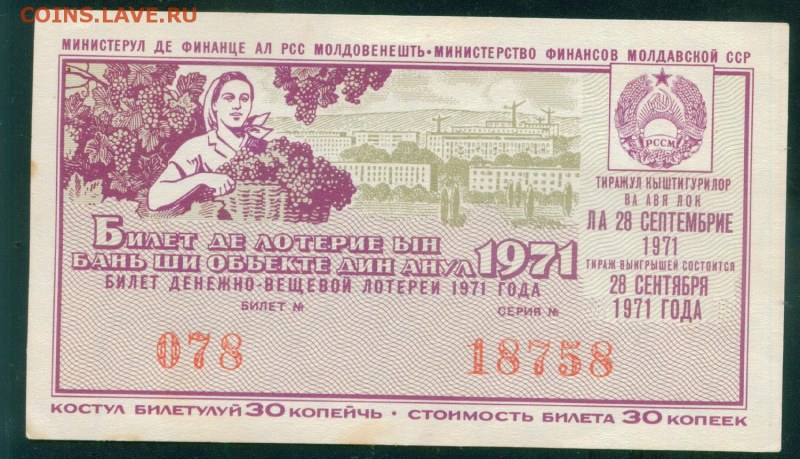 COINS.LAVE.RU
МИНИСТЕРУЛ ДЕ ФИНАНЦЕ АЛ РСС МОЛДОВЕНЕШТЬ·МИНИСТЕРСТВО ФИНАНСОВ МОЛДАВСКОЙ ССР
РССМ
ТИРАЖУЛ КЫШТИГУРИЛОР
ВА АВЯ ЛОК
ЛА 28 СЕПТЕМБРИЕ
1971
ТИРАЖ ВЫИГРЫШЕЙ СОСТОИТСЯ
28 СЕНТЯБРЯ
1971 ГОДА
БИЛЕТ ДЕ ЛОТЕРИЕ ЫН
БАНЬ ШИ ОБЬЕКТЕ ДИН АНУЛ 1971
БИЛЕТ ДЕНЕЖНО-ВЕЩЕВОЙ ЛОТЕРЕИ 1971 ГОДА
БИЛЕТ № СЕРИЯ №
078 18758
КОСТУЛ БИЛЕТУЛУЙ 30 КОПЕЙЧЬ · СТОИМОСТЬ БИЛЕТА 30 КОПЕЕК